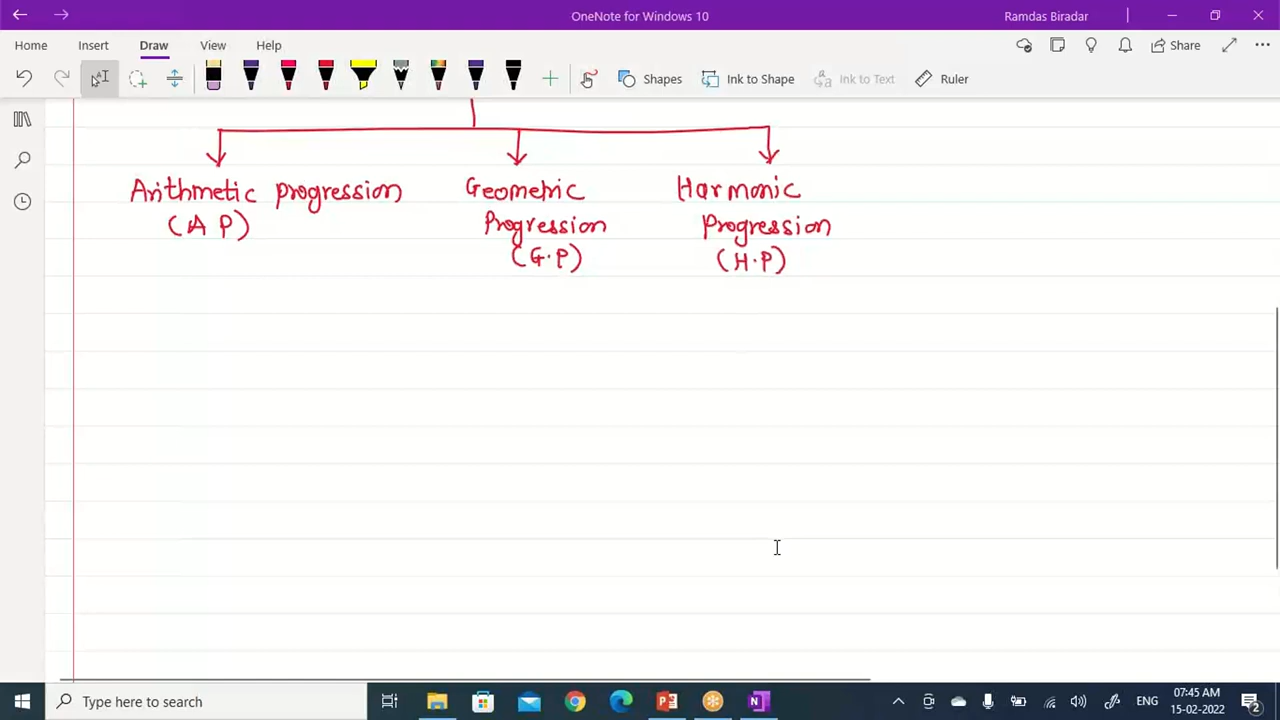 OneNote for Windows 10
Ramdas Biradar
Home Insert Draw View Help
Share
Shapes
Ink to Shape
Ink to Text
Ruler
Arithmetic progression
(A P)
Geometric
Progression
(G.P)
Harmonic
Progression
(H.P)
Type here to search
ENG
07:45 AM
15-02-2022
2